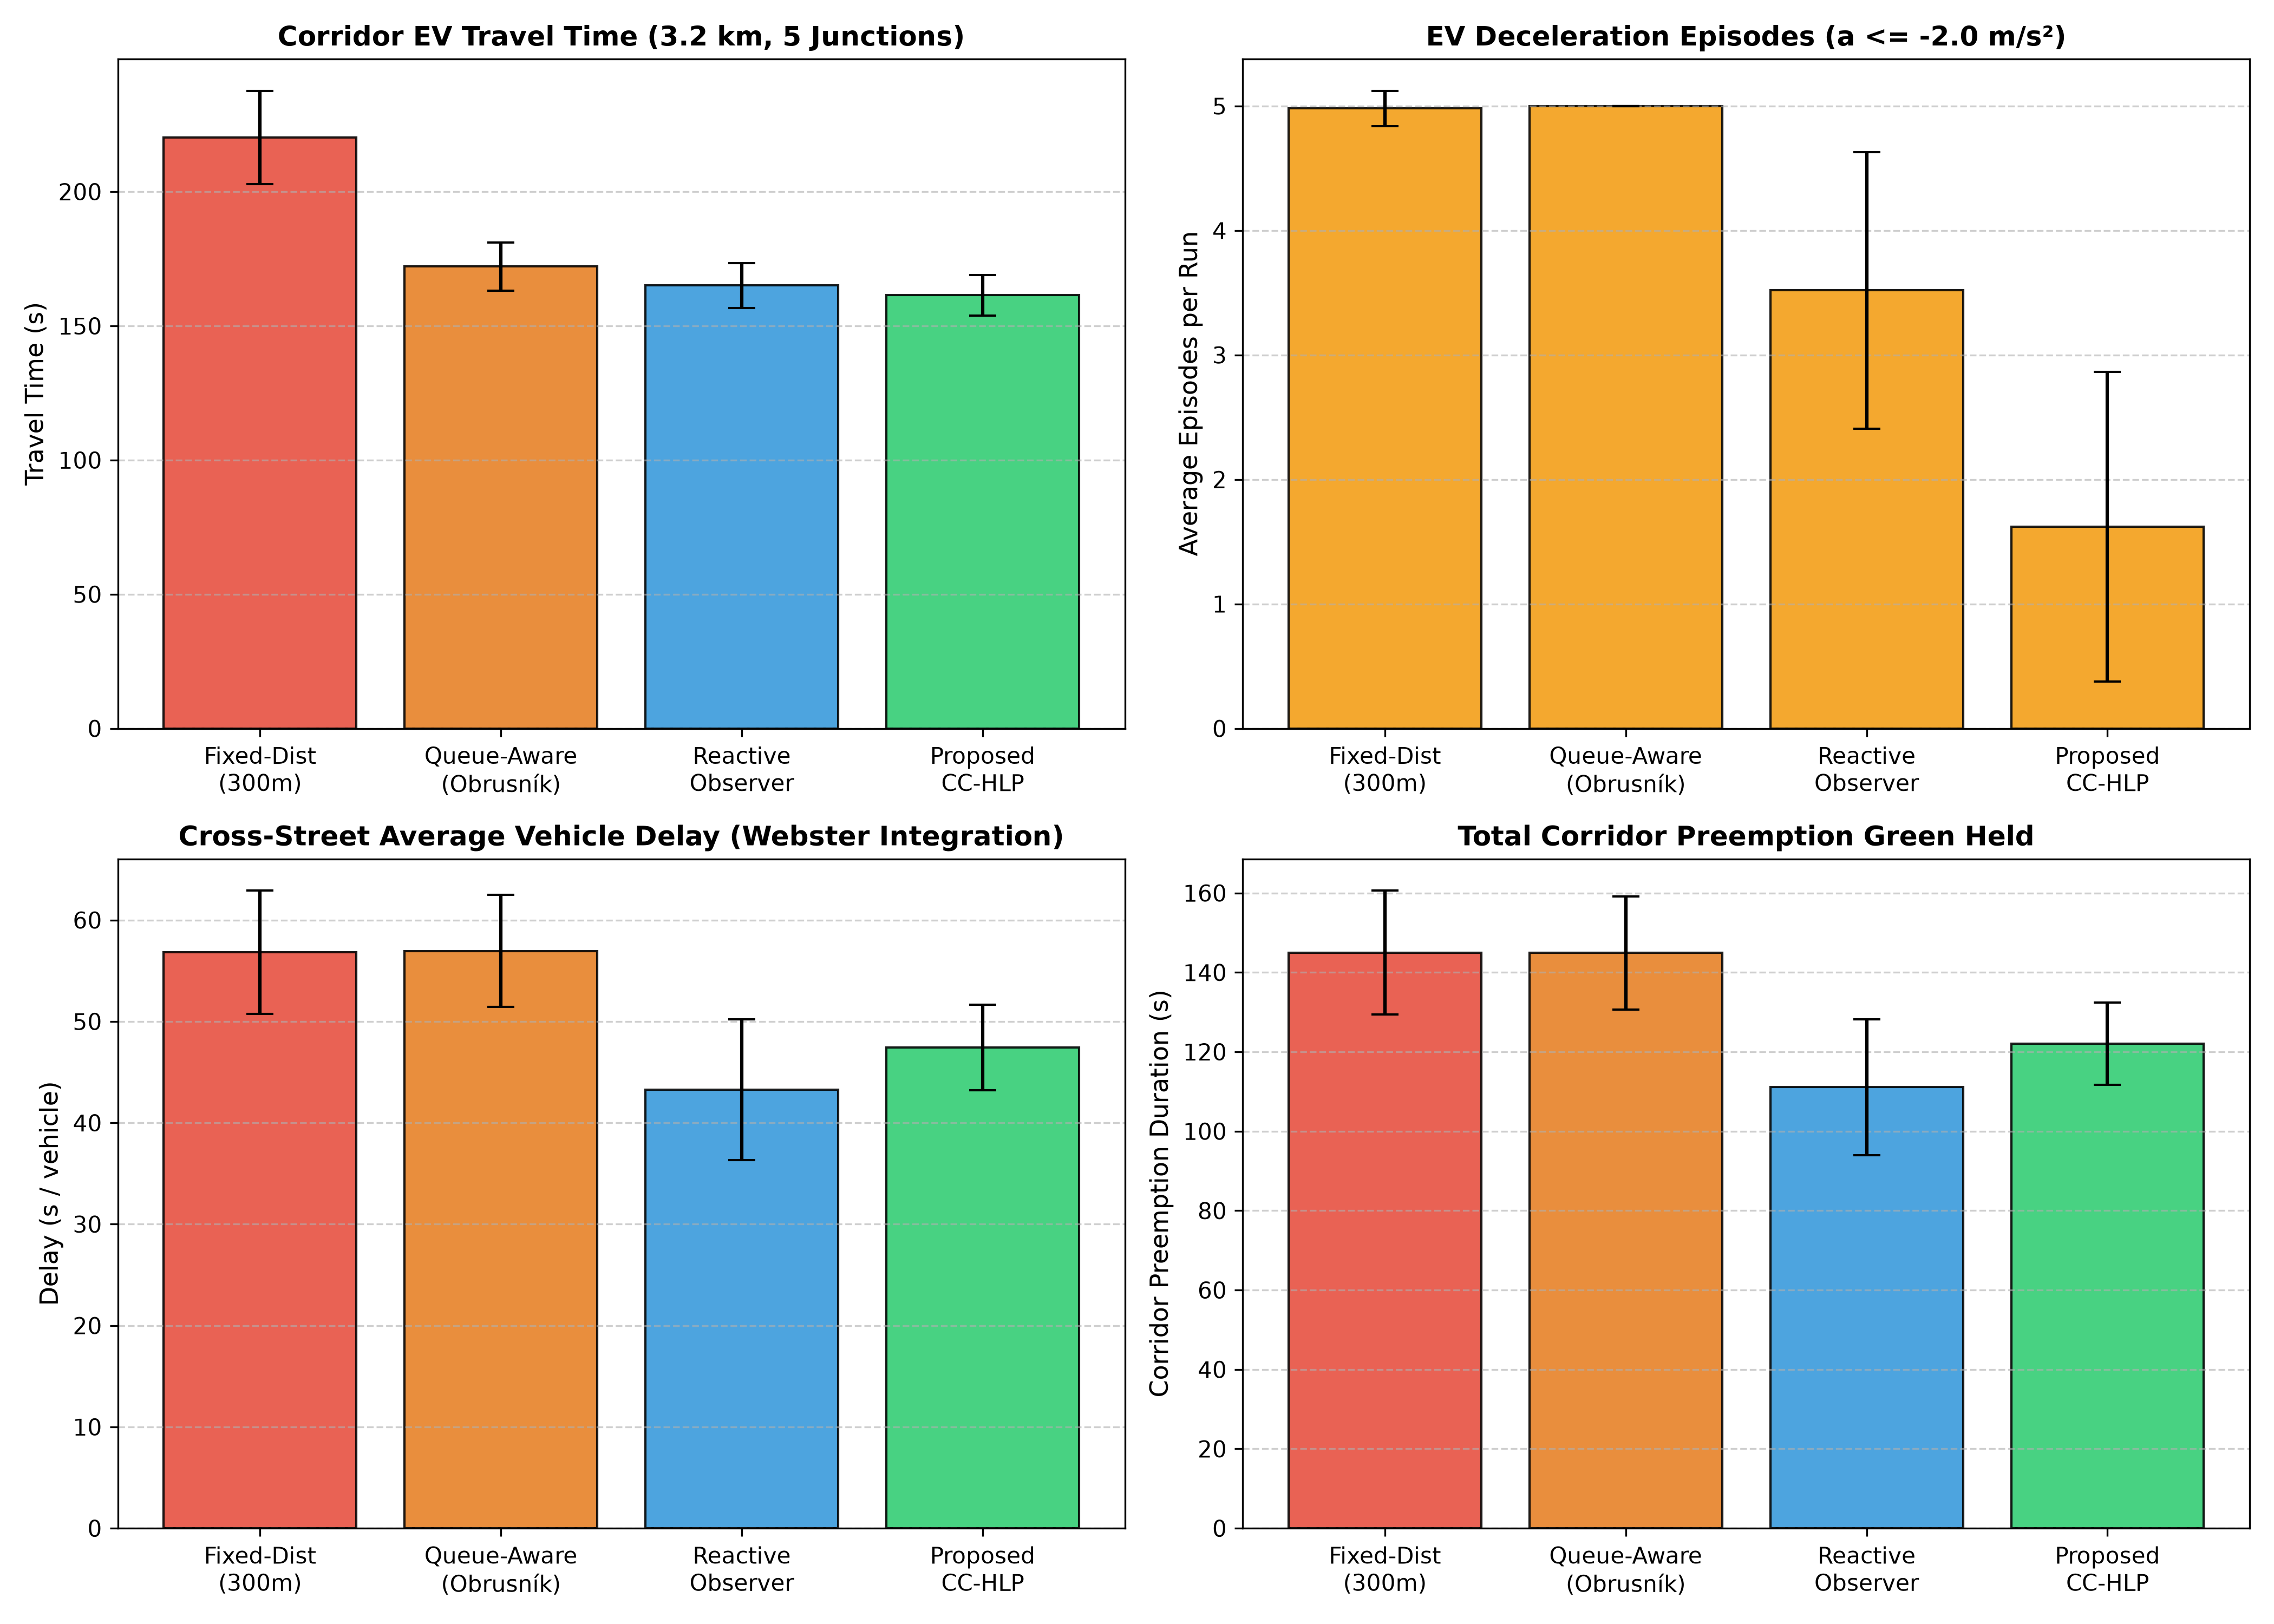 Corridor EV Travel Time (3.2 km, 5 Junctions)
Travel Time (s)
200
150
100
50
0
Fixed-Dist
(300m)
Queue-Aware
(Obrusník)
Reactive
Observer
Proposed
CC-HLP
EV Deceleration Episodes (a <= -2.0 m/s²)
Average Episodes per Run
5
4
3
2
1
0
Fixed-Dist
(300m)
Queue-Aware
(Obrusník)
Reactive
Observer
Proposed
CC-HLP
Cross-Street Average Vehicle Delay (Webster Integration)
Delay (s / vehicle)
60
50
40
30
20
10
0
Fixed-Dist
(300m)
Queue-Aware
(Obrusník)
Reactive
Observer
Proposed
CC-HLP
Total Corridor Preemption Green Held
Corridor Preemption Duration (s)
160
140
120
100
80
60
40
20
0
Fixed-Dist
(300m)
Queue-Aware
(Obrusník)
Reactive
Observer
Proposed
CC-HLP